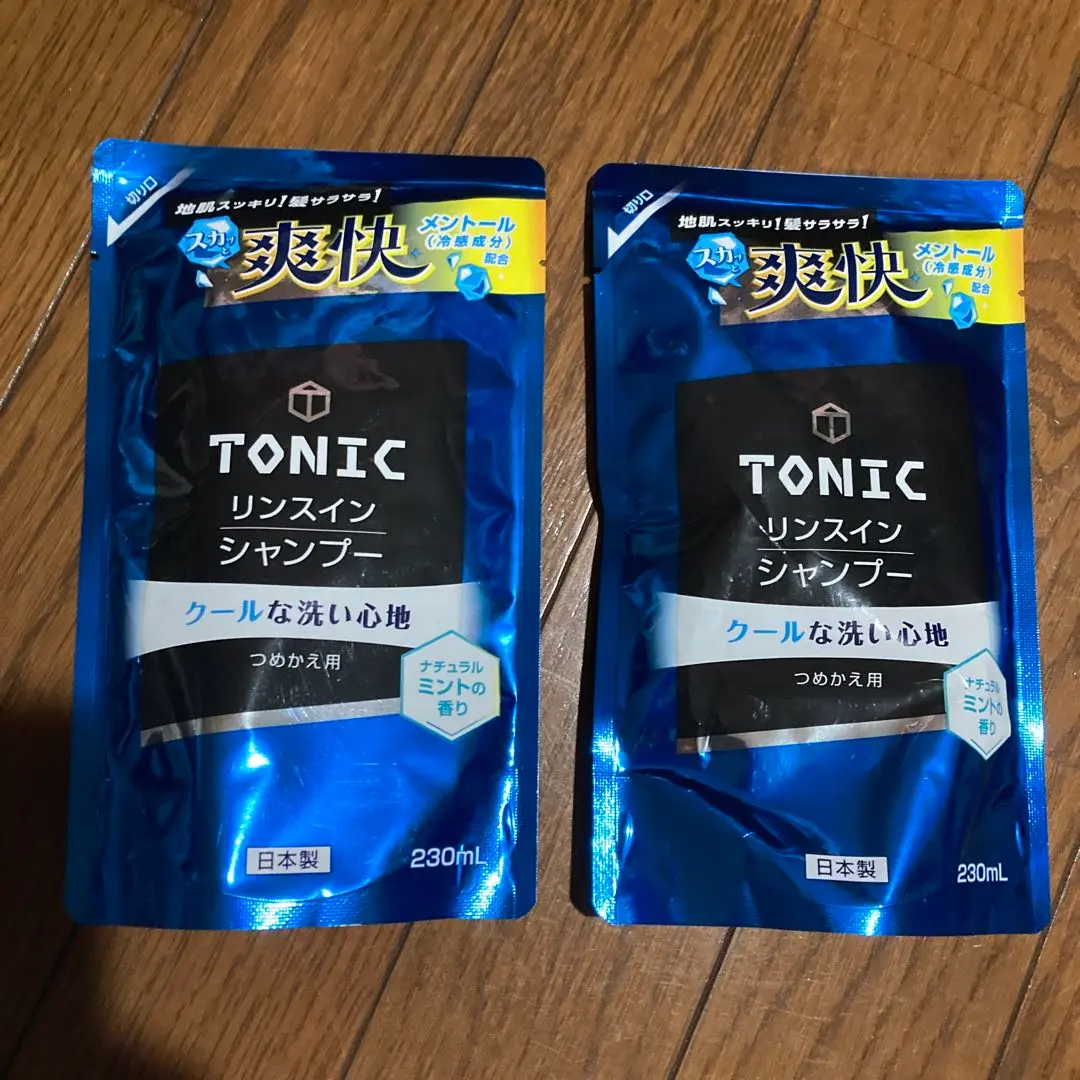 切り口
地肌スッキリ!髪サラサラ!
スカッと
爽快
メントール
(冷感成分)
配合
TONIC
リンスイン
シャンプー
クールな洗い心地
つめかえ用
ナチュラル
ミントの
香り
日本製
230mL
切り口
地肌スッキリ!髪サラサラ!
スカッと
爽快
メントール
(冷感成分)
配合
TONIC
リンスイン
シャンプー
クールな洗い心地
つめかえ用
ナチュラル
ミントの
香り
日本製
230mL